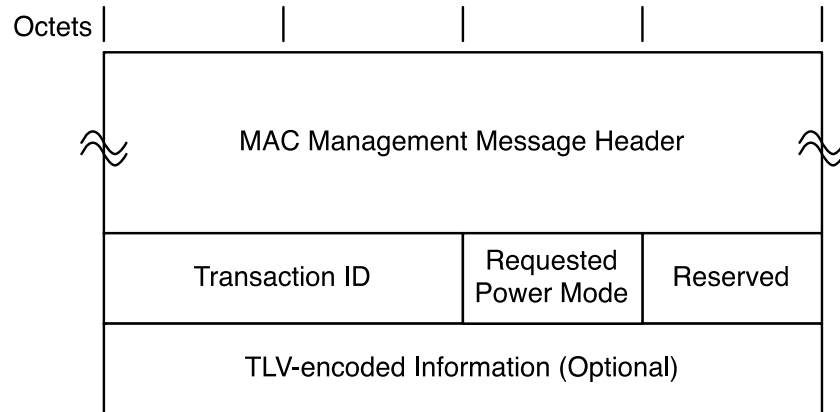 Octets
MAC Management Message Header
Transaction ID
Requested
Power Mode
Reserved
TLV-encoded Information (Optional)